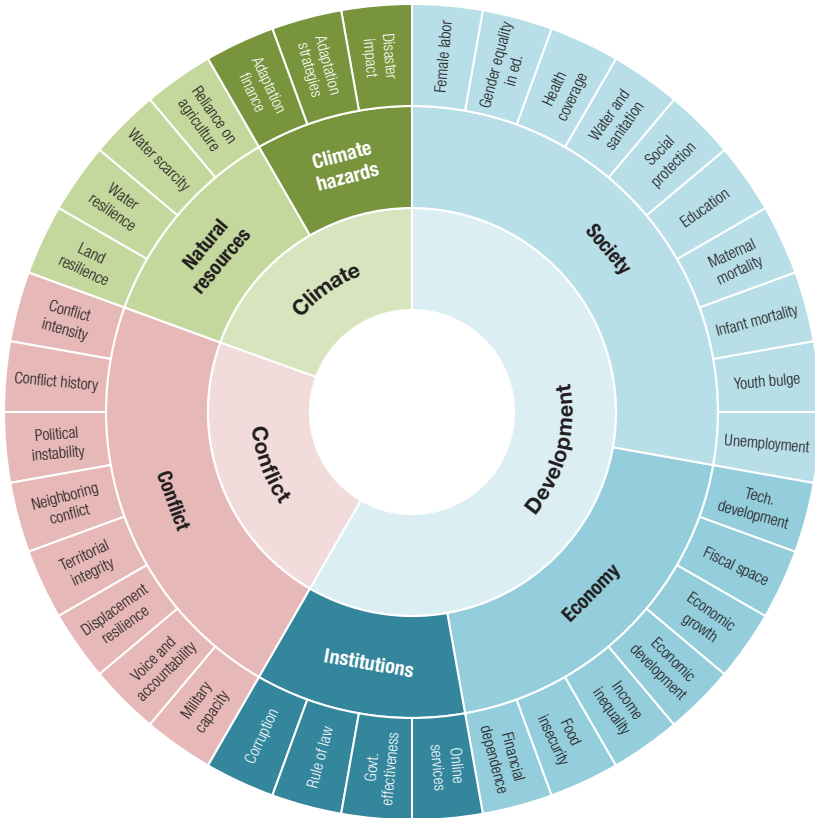 Climate
Development
Conflict
Climate
hazards
Society
Economy
Institutions
Conflict
Natural
resources
Female labor
Gender equality
in ed.
Health
coverage
Water and
sanitation
Social
protection
Education
Maternal
mortality
Infant mortality
Youth bulge
Unemployment
Tech.
development
Fiscal space
Economic
growth
Economic
development
Income
inequality
Food
insecurity
Financial
dependence
Online
services
Govt.
effectiveness
Rule of law
Corruption
Military
capacity
Voice and
accountability
Displacement
resilience
Territorial
integrity
Neighboring
conflict
Political
instability
Conflict history
Conflict
intensity
Land
resilience
Water
resilience
Water scarcity
Reliance on
agriculture
Adaptation
finance
Adaptation
strategies
Disaster
impact